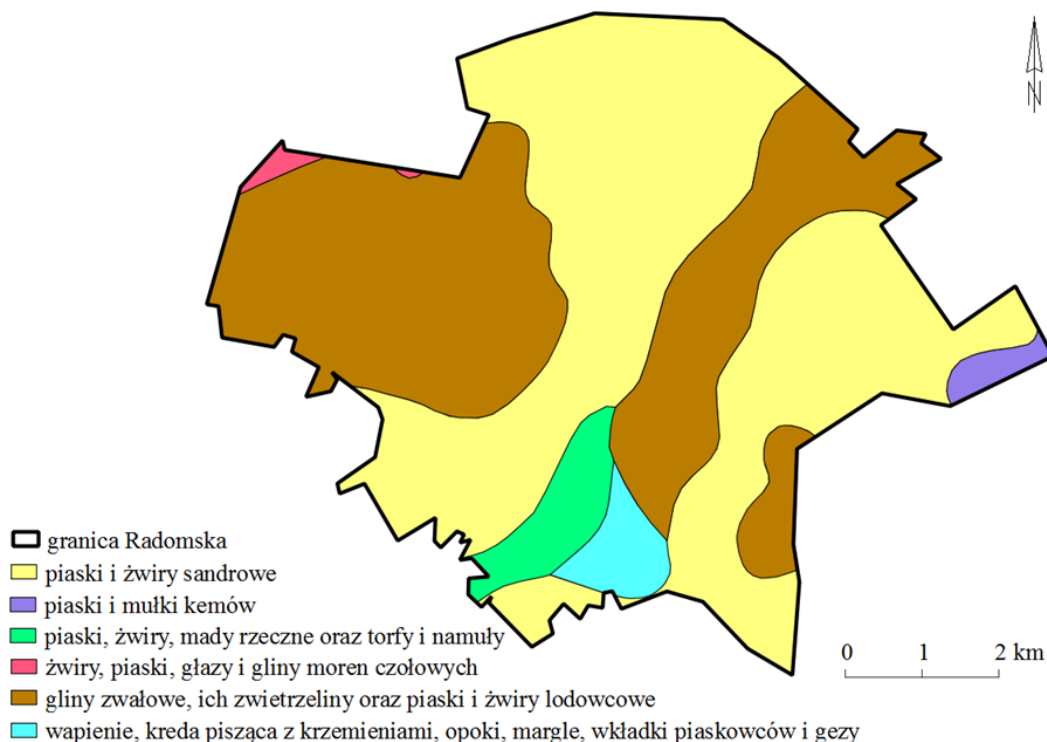 N
granica Radomska
piaski i żwiry sandrowe
piaski i mułki kemów
piaski, żwiry, mady rzeczne oraz torfy i namuły
żwiry, piaski, głazy i gliny moren czołowych
gliny zwałowe, ich zwietrzeliny oraz piaski i żwiry lodowcowe
wapienie, kreda pisząca z krzemieniami, opoki, margle, wkładki piaskowców i gezy
0 1 2 km